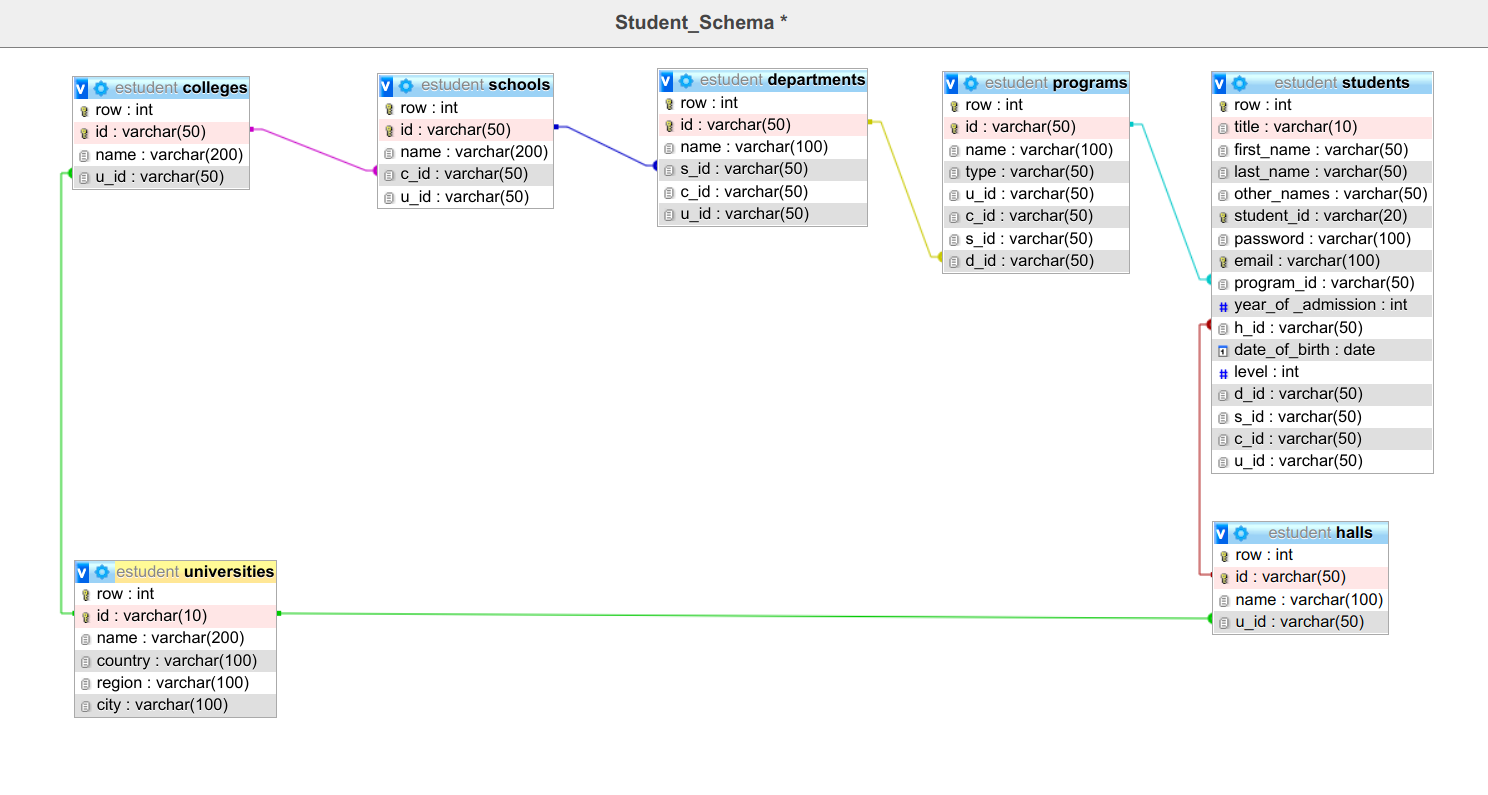 Student_Schema *
estudent colleges
row : int
id : varchar(50)
name : varchar(200)
u_id : varchar(50)
estudent schools
row : int
id : varchar(50)
name : varchar(200)
c_id : varchar(50)
u_id : varchar(50)
estudent departments
row : int
id : varchar(50)
name : varchar(100)
s_id : varchar(50)
c_id : varchar(50)
u_id : varchar(50)
estudent programs
row : int
id : varchar(50)
name : varchar(100)
type : varchar(50)
u_id : varchar(50)
c_id : varchar(50)
s_id : varchar(50)
d_id : varchar(50)
estudent students
row : int
title : varchar(10)
first_name : varchar(50)
last_name : varchar(50)
other_names : varchar(50)
student_id : varchar(20)
password : varchar(100)
email : varchar(100)
program_id : varchar(50)
# year_of _admission : int
h_id : varchar(50)
date_of_birth : date
# level : int
d_id : varchar(50)
s_id : varchar(50)
c_id : varchar(50)
u_id : varchar(50)
estudent universities
row : int
id : varchar(10)
name : varchar(200)
country : varchar(100)
region : varchar(100)
city : varchar(100)
estudent halls
row : int
id : varchar(50)
name : varchar(100)
u_id : varchar(50)